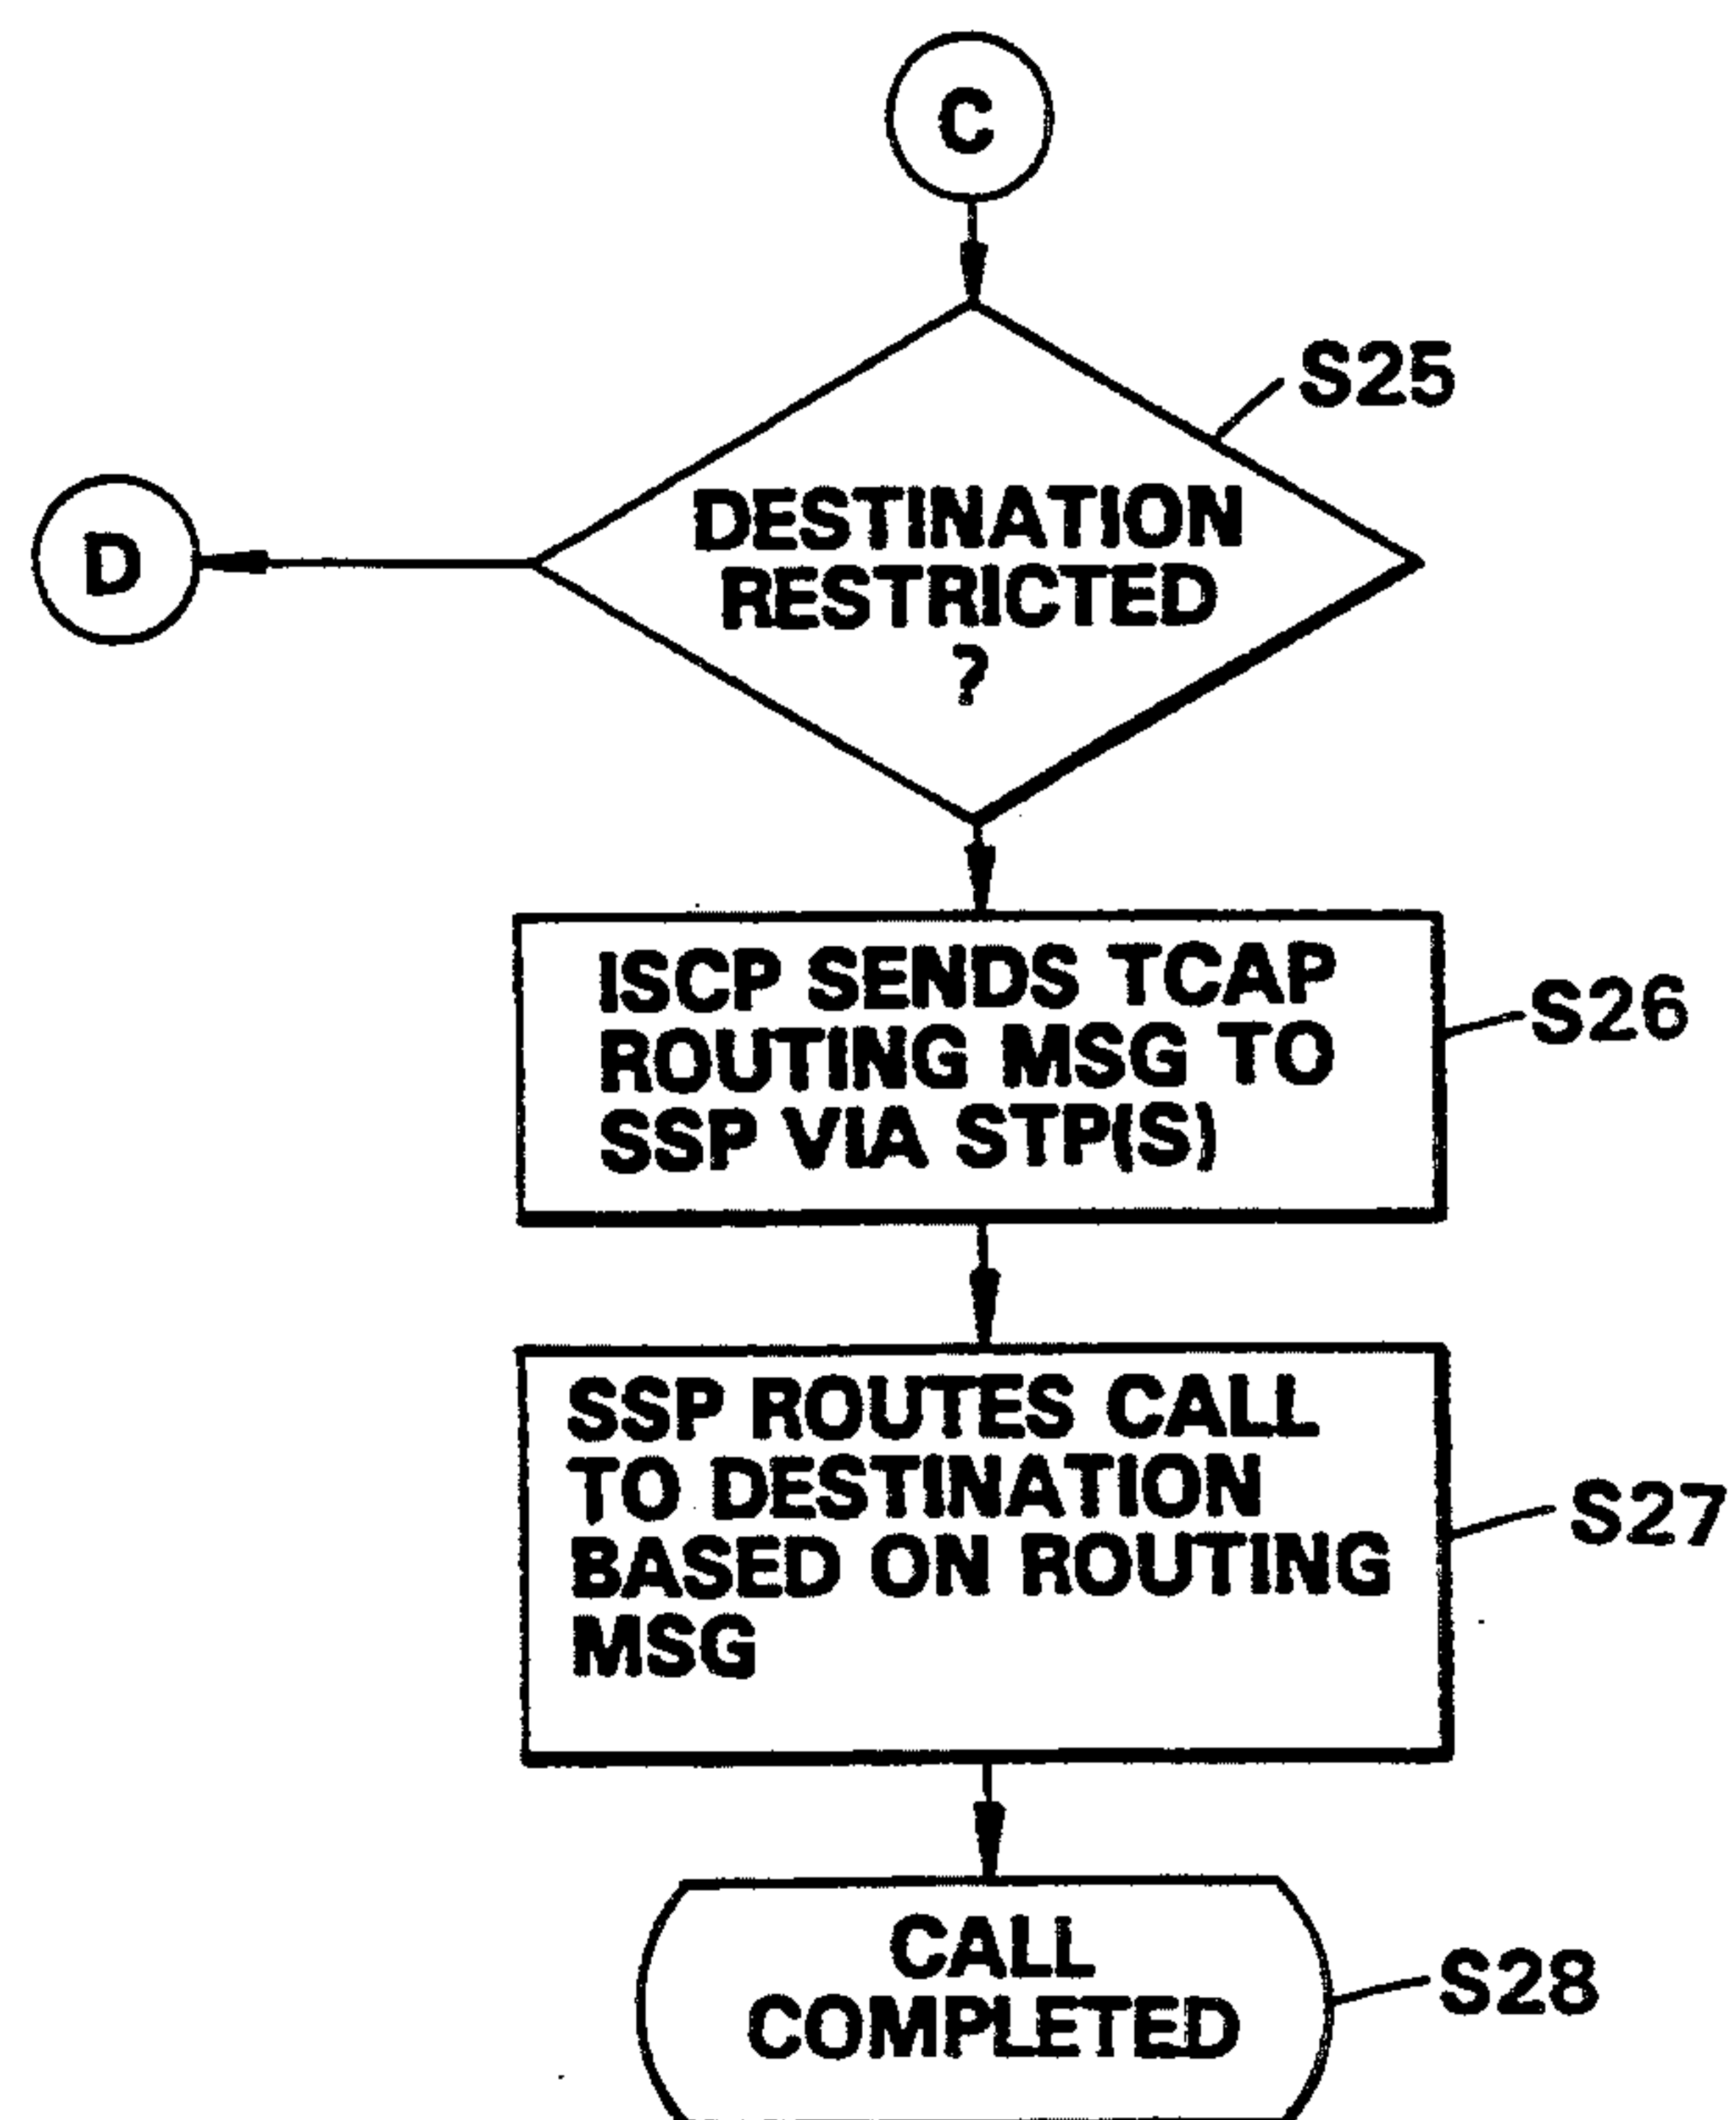 C
S25
DESTINATION
RESTRICTED
?
D
ISCP SENDS TCAP
ROUTING MSG TO
SSP VIA STP(S)
S26
SSP ROUTES CALL
TO DESTINATION
BASED ON ROUTING
MSG
S27
CALL
COMPLETED
S28